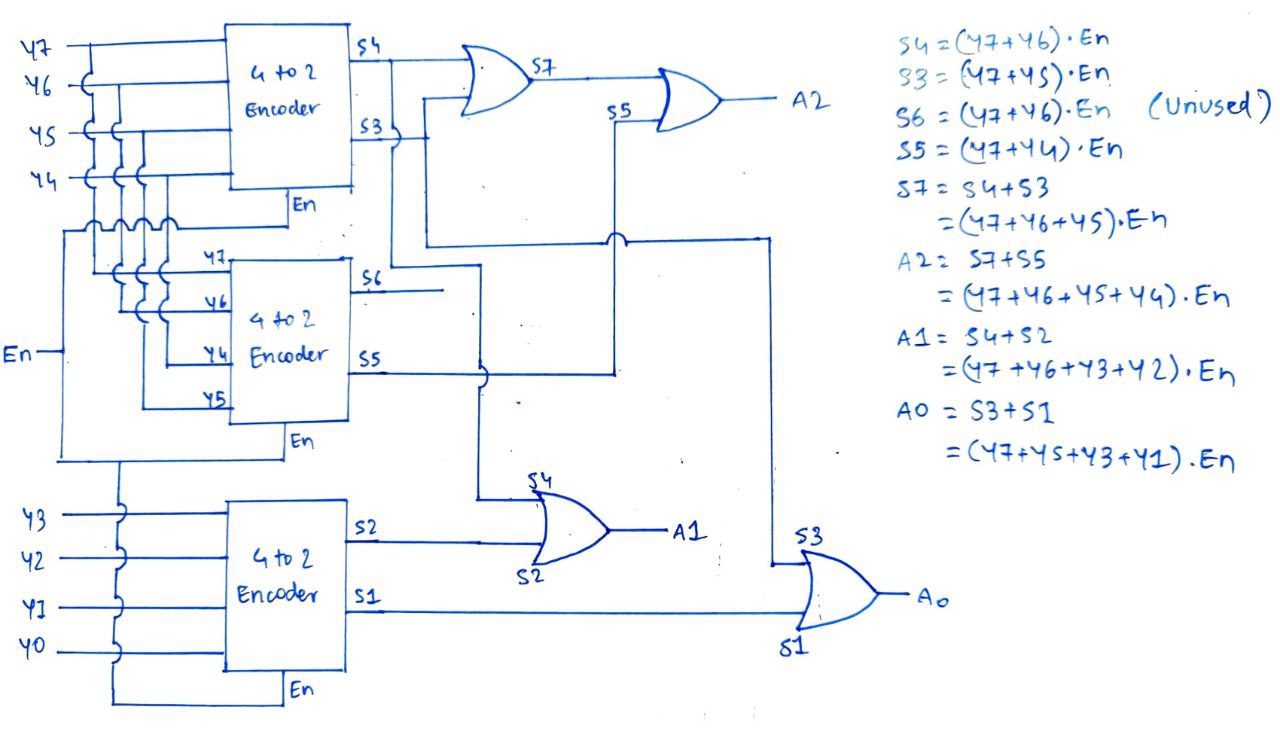 Y7
Y6
Y5
Y4
4 to 2
Encoder
S4
S3
En
S7
S5
A2
En
Y7
Y6
Y4
Y5
4 to 2
Encoder
S6
S5
En
Y3
Y2
Y1
Y0
4 to 2
Encoder
S2
S1
En
S4
S2
A1
S3
S1
A0
S4 = (Y7+Y6)·En
S3 = (Y7+Y5)·En
S6 = (Y7+Y6)·En (Unused)
S5 = (Y7+Y4)·En
S7 = S4+S3
= (Y7+Y6+Y5)·En
A2 = S7+S5
= (Y7+Y6+Y5+Y4)·En
A1 = S4+S2
= (Y7+Y6+Y3+Y2)·En
A0 = S3+S1
= (Y7+Y5+Y3+Y1)·En